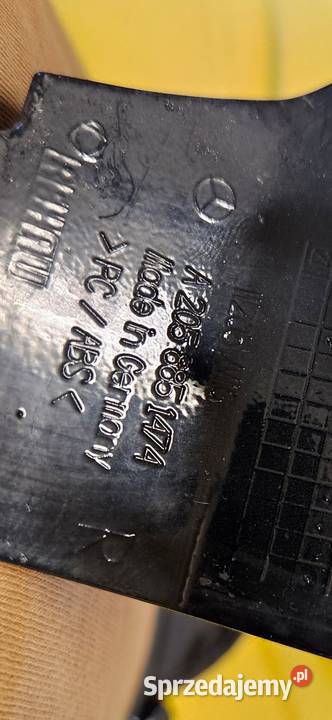 A 205 885 1474
Made in Germany
> PC / ABS <
R
Sprzedajemy.pl